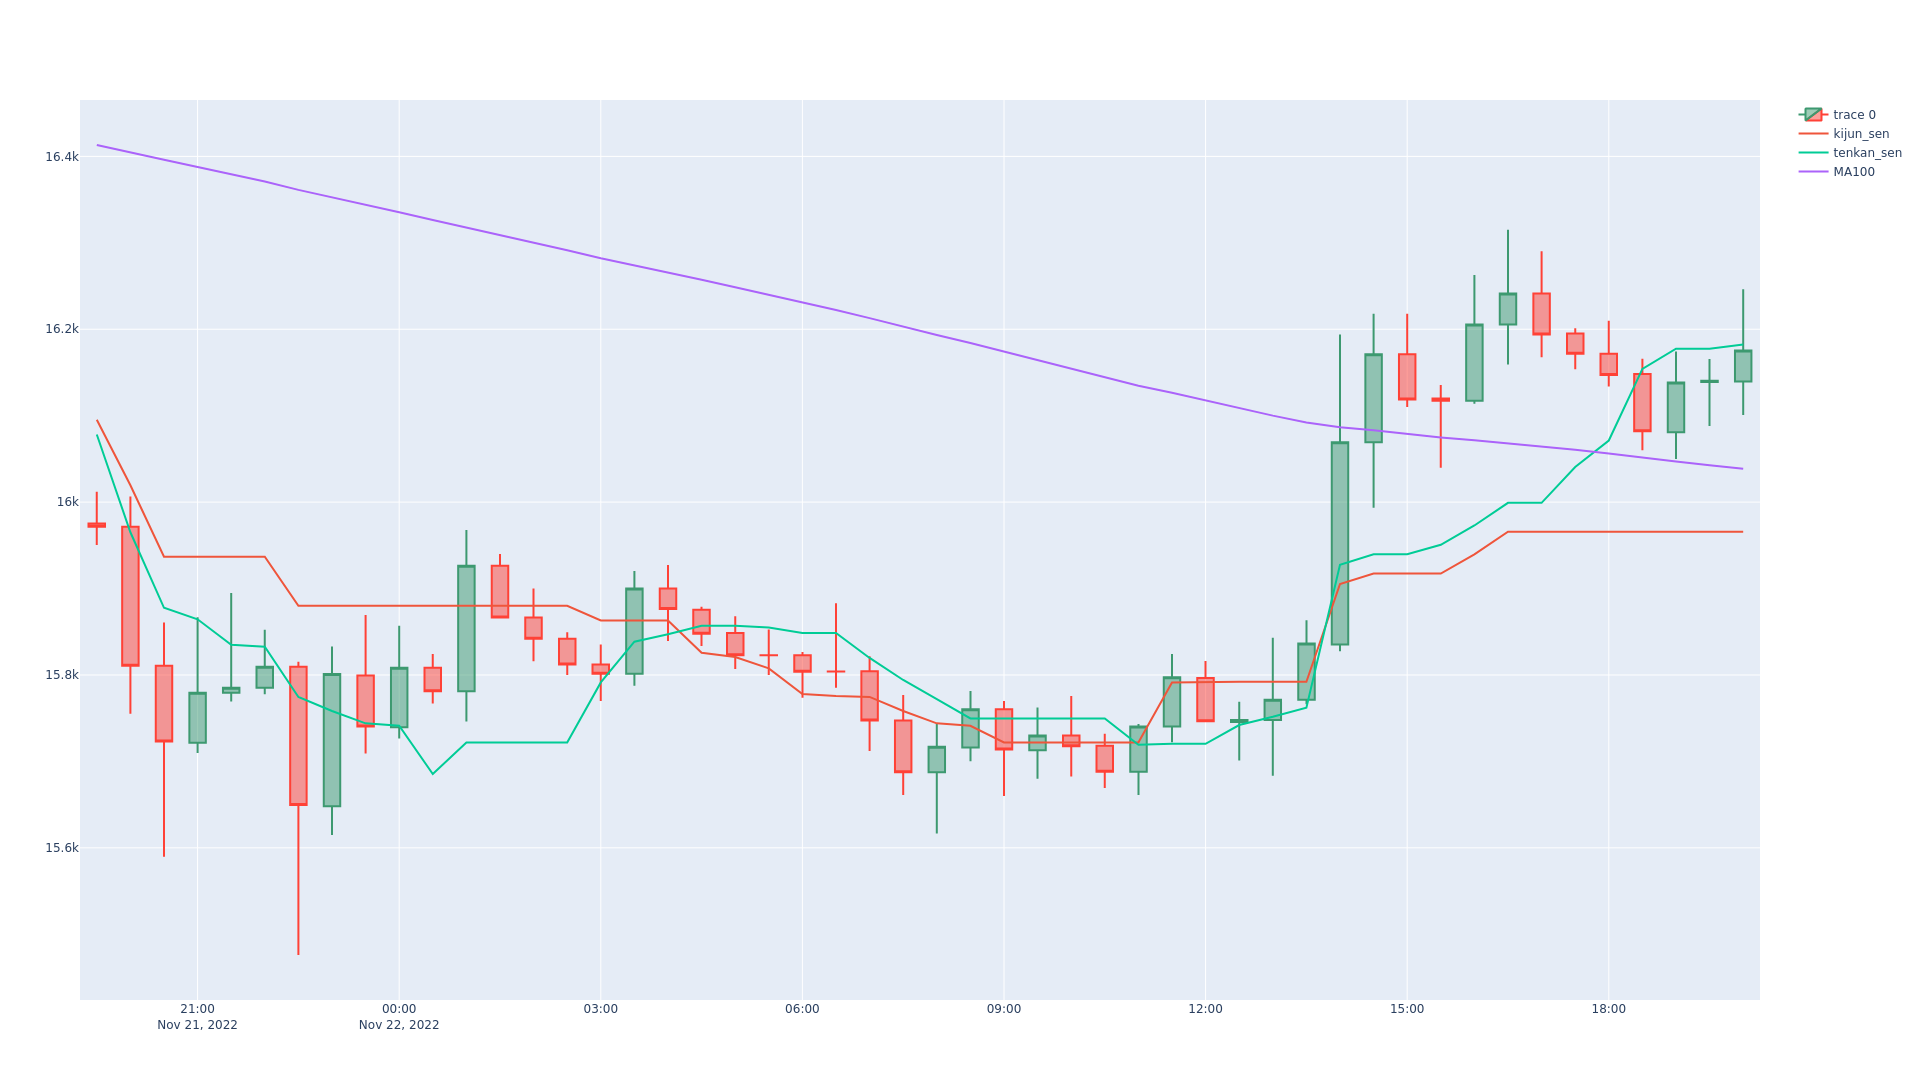 trace 0
kijun_sen
tenkan_sen
MA100
16.4k
16.2k
16k
15.8k
15.6k
21:00
Nov 21, 2022
00:00
Nov 22, 2022
03:00
06:00
09:00
12:00
15:00
18:00